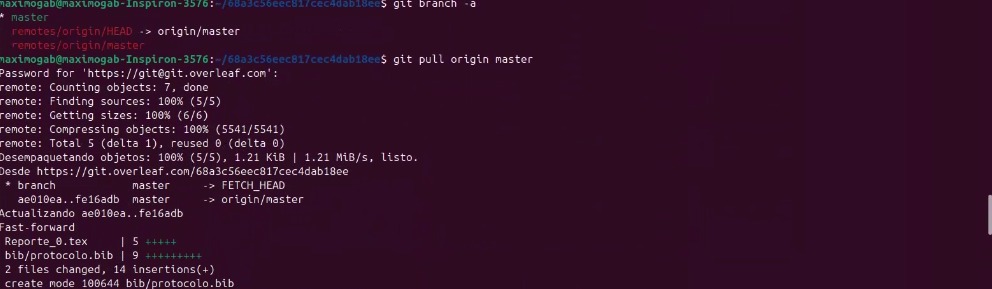 maximogab@maximogab-Inspiron-3576:~/68a3c56eec817cec4dab18ee$ git branch -a
* master
  remotes/origin/HEAD -> origin/master
  remotes/origin/master
maximogab@maximogab-Inspiron-3576:~/68a3c56eec817cec4dab18ee$ git pull origin master
Password for 'https://git@git.overleaf.com':
remote: Counting objects: 7, done
remote: Finding sources: 100% (5/5)
remote: Getting sizes: 100% (6/6)
remote: Compressing objects: 100% (5541/5541)
remote: Total 5 (delta 1), reused 0 (delta 0)
Desempaquetando objetos: 100% (5/5), 1.21 KiB | 1.21 MiB/s, listo.
Desde https://git.overleaf.com/68a3c56eec817cec4dab18ee
 * branch            master     -> FETCH_HEAD
   ae010ea..fe16adb  master     -> origin/master
Actualizando ae010ea..fe16adb
Fast-forward
 Reporte_0.tex     | 5 +++++
 bib/protocolo.bib | 9 +++++++++
 2 files changed, 14 insertions(+)
 create mode 100644 bib/protocolo.bib